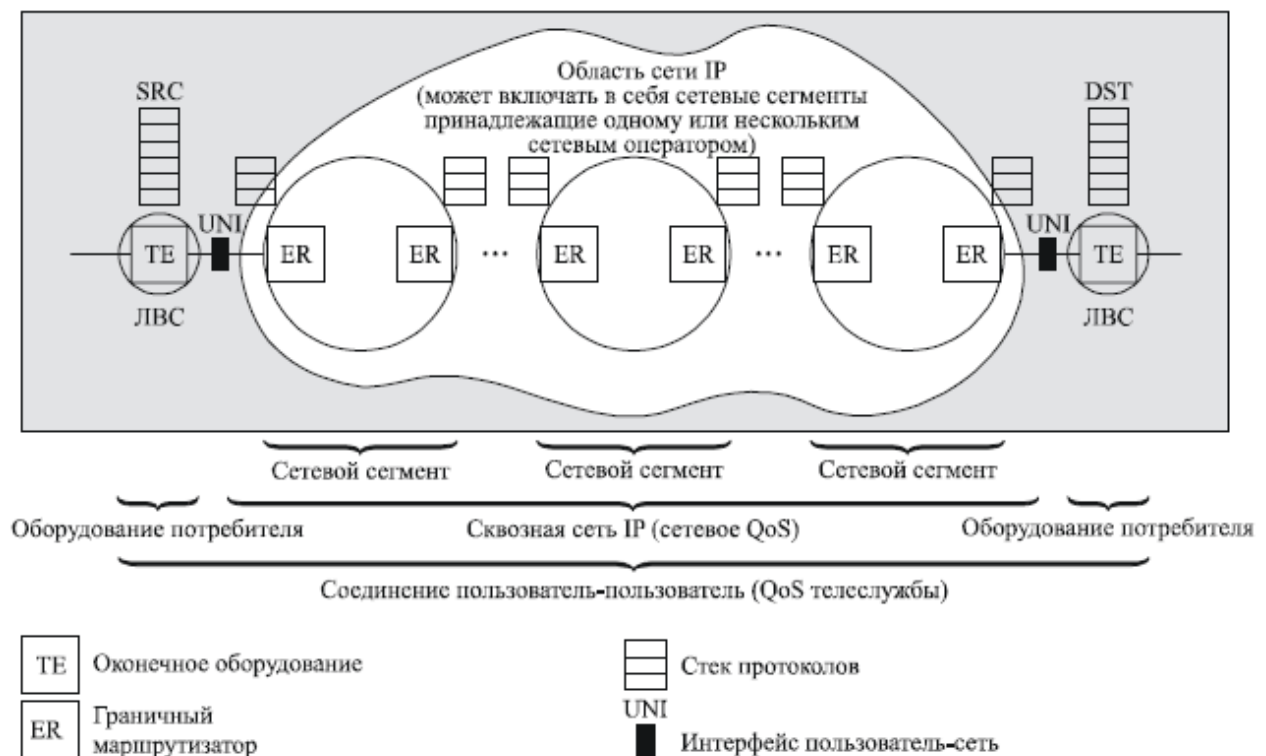 Область сети IP
(может включать в себя сетевые сегменты
принадлежащие одному или нескольким
сетевым оператором)
SRC
DST
UNI
UNI
TE
ER
ER
...
ER
ER
...
ER
ER
TE
ЛВС
ЛВС
Сетевой сегмент
Сетевой сегмент
Сетевой сегмент
Оборудование потребителя
Сквозная сеть IP (сетевое QoS)
Оборудование потребителя
Соединение пользователь-пользователь (QoS телеслужбы)
TE
Оконечное оборудование
Стек протоколов
ER
Граничный
маршрутизатор
UNI
Интерфейс пользователь-сеть